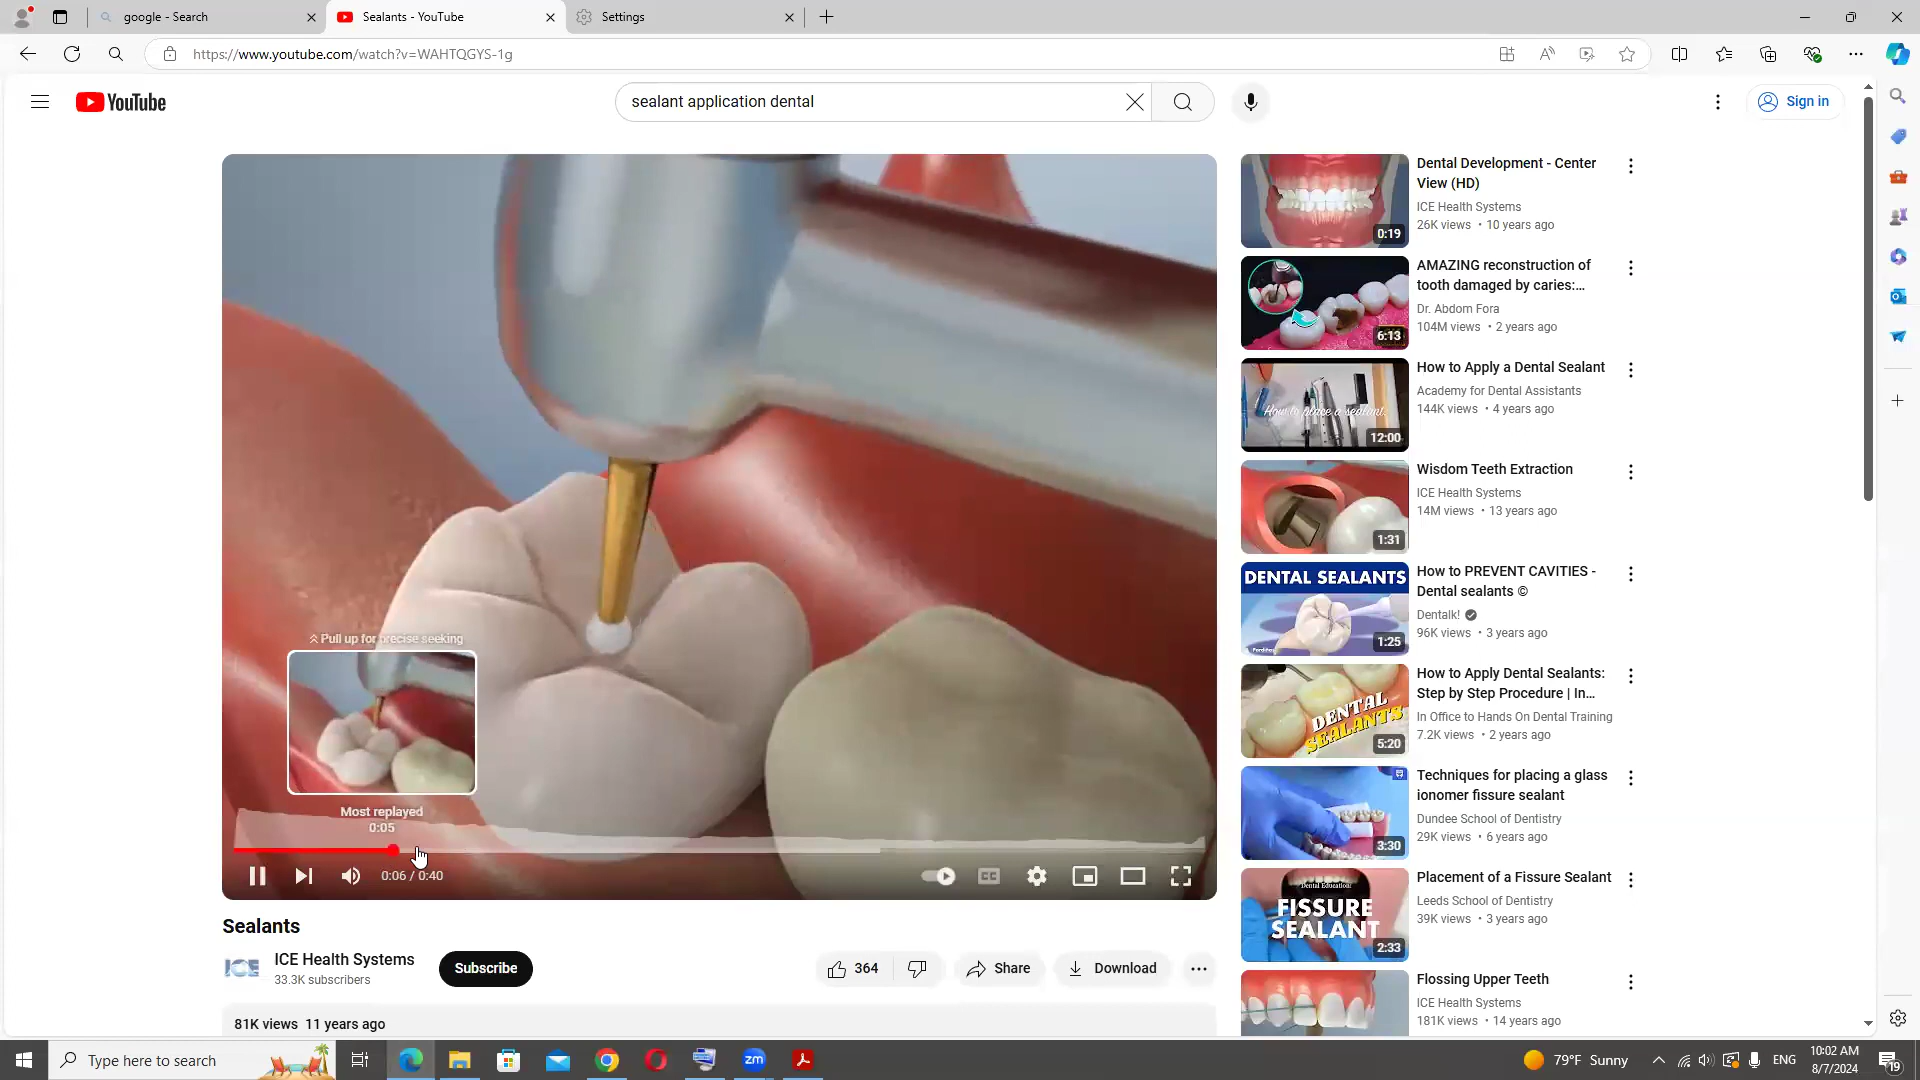 google - Search
Sealants - YouTube
Settings
https://www.youtube.com/watch?v=WAHTQGYS-1g
YouTube
sealant application dental
Sign in
Pull up for precise seeking
Most replayed
0:05
0:06 / 0:40
CC
Sealants
ICE
ICE Health Systems
33.3K subscribers
Subscribe
364
Share
Download
81K views 11 years ago
0:19
Dental Development - Center
View (HD)
ICE Health Systems
26K views • 10 years ago
6:13
AMAZING reconstruction of
tooth damaged by caries:...
Dr. Abdom Fora
104M views • 2 years ago
How to place a sealant.
12:00
How to Apply a Dental Sealant
Academy for Dental Assistants
144K views • 4 years ago
1:31
Wisdom Teeth Extraction
ICE Health Systems
14M views • 13 years ago
DENTAL SEALANTS
1:25
How to PREVENT CAVITIES -
Dental sealants ©
Dentalk!
96K views • 3 years ago
DENTAL
SEALANTS
5:20
How to Apply Dental Sealants:
Step by Step Procedure | In...
In Office to Hands On Dental Training
7.2K views • 2 years ago
3:30
Techniques for placing a glass
ionomer fissure sealant
Dundee School of Dentistry
29K views • 6 years ago
Dental Education:
FISSURE
SEALANT
2:33
Placement of a Fissure Sealant
Leeds School of Dentistry
39K views • 3 years ago
Flossing Upper Teeth
ICE Health Systems
181K views • 14 years ago
Type here to search
zm
79°F Sunny
ENG
10:02 AM
8/7/2024
19